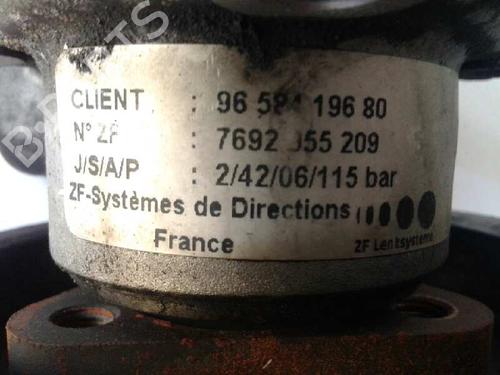 CLIENT : 96 581 196 80
N° ZF : 7692 955 209
J/S/A/P : 2/42/06/115 bar
ZF-Systèmes de Directions
France
ZF Lenksysteme